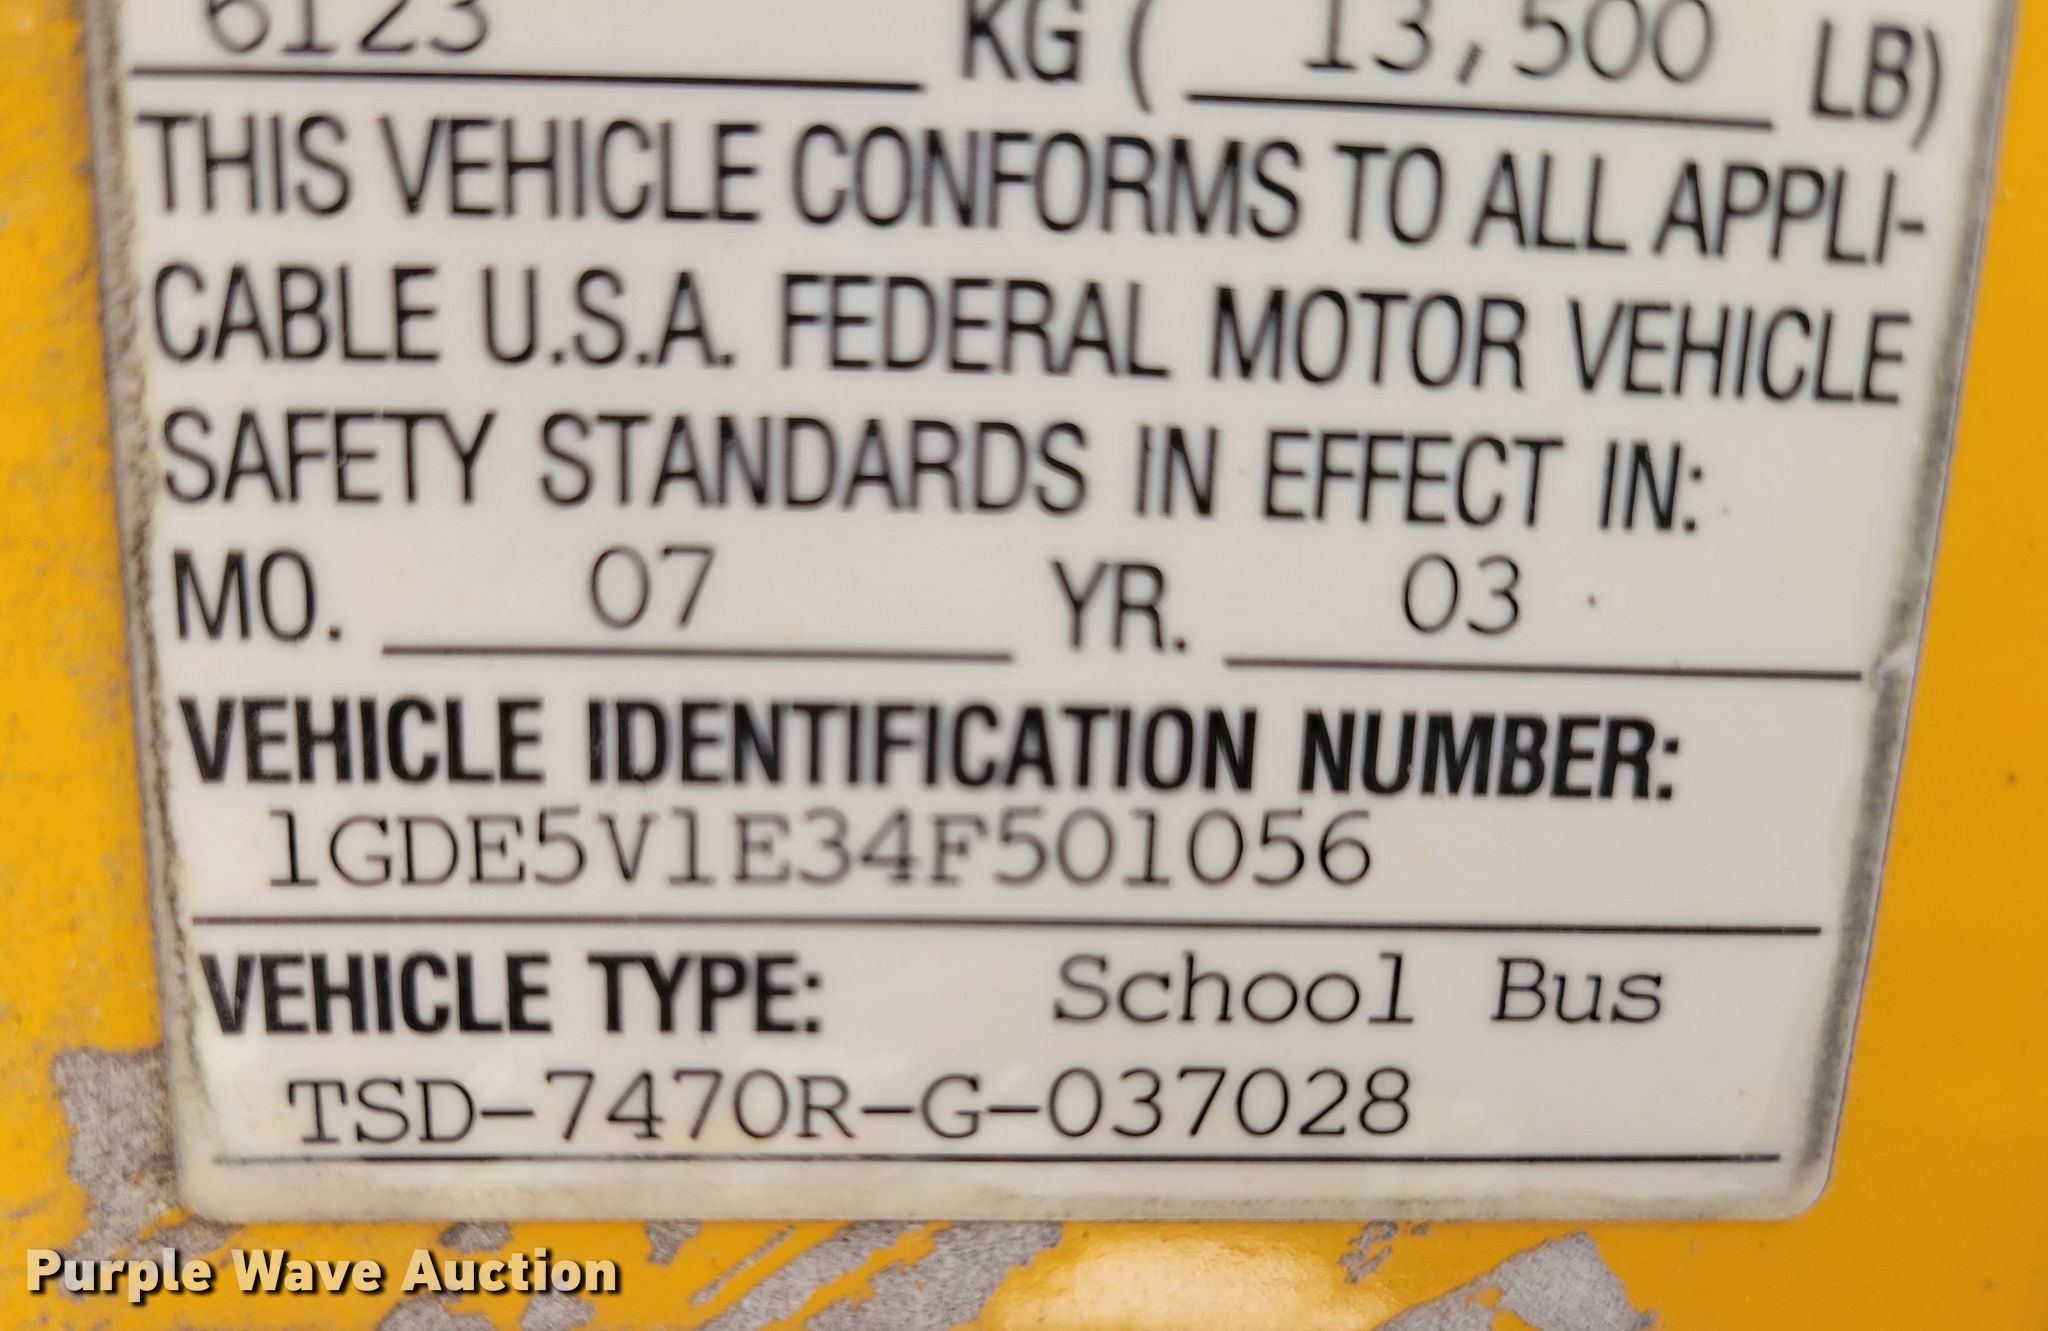 6123 KG ( 13,500 LB)
THIS VEHICLE CONFORMS TO ALL APPLI-
CABLE U.S.A. FEDERAL MOTOR VEHICLE
SAFETY STANDARDS IN EFFECT IN:
MO. 07 YR. 03
VEHICLE IDENTIFICATION NUMBER:
1GDE5V1E34F501056
VEHICLE TYPE: School Bus
TSD-7470R-G-037028
Purple Wave Auction